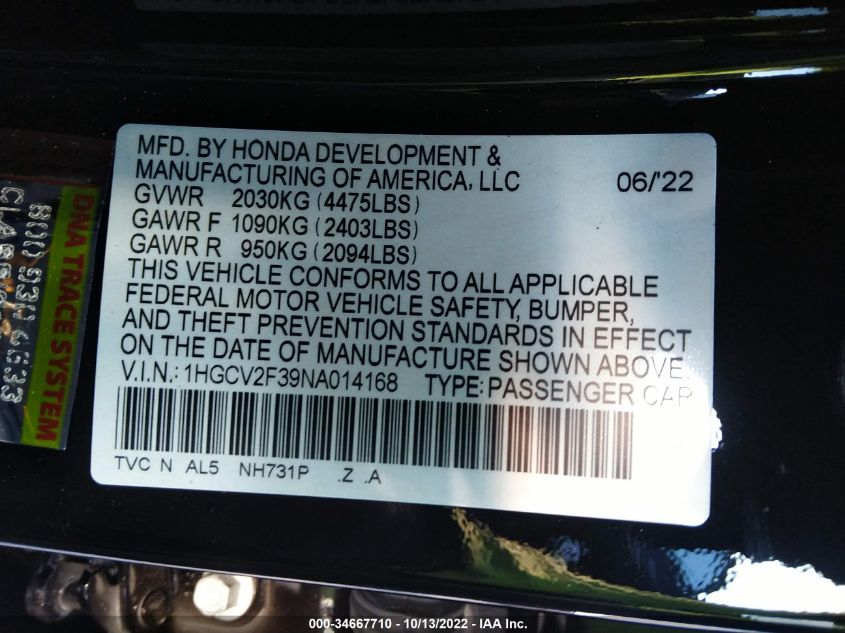 MFD. BY HONDA DEVELOPMENT &
MANUFACTURING OF AMERICA, LLC 06/'22
GVWR 2030KG (4475LBS)
GAWR F 1090KG (2403LBS)
GAWR R 950KG (2094LBS)
THIS VEHICLE CONFORMS TO ALL APPLICABLE
FEDERAL MOTOR VEHICLE SAFETY, BUMPER,
AND THEFT PREVENTION STANDARDS IN EFFECT
ON THE DATE OF MANUFACTURE SHOWN ABOVE.
V.I.N.: 1HGCV2F39NA014168 TYPE: PASSENGER CAR
TVC N AL5 NH731P .Z .A
DNA TRACE SYSTEM
000-34667710 - 10/13/2022 - IAA Inc.